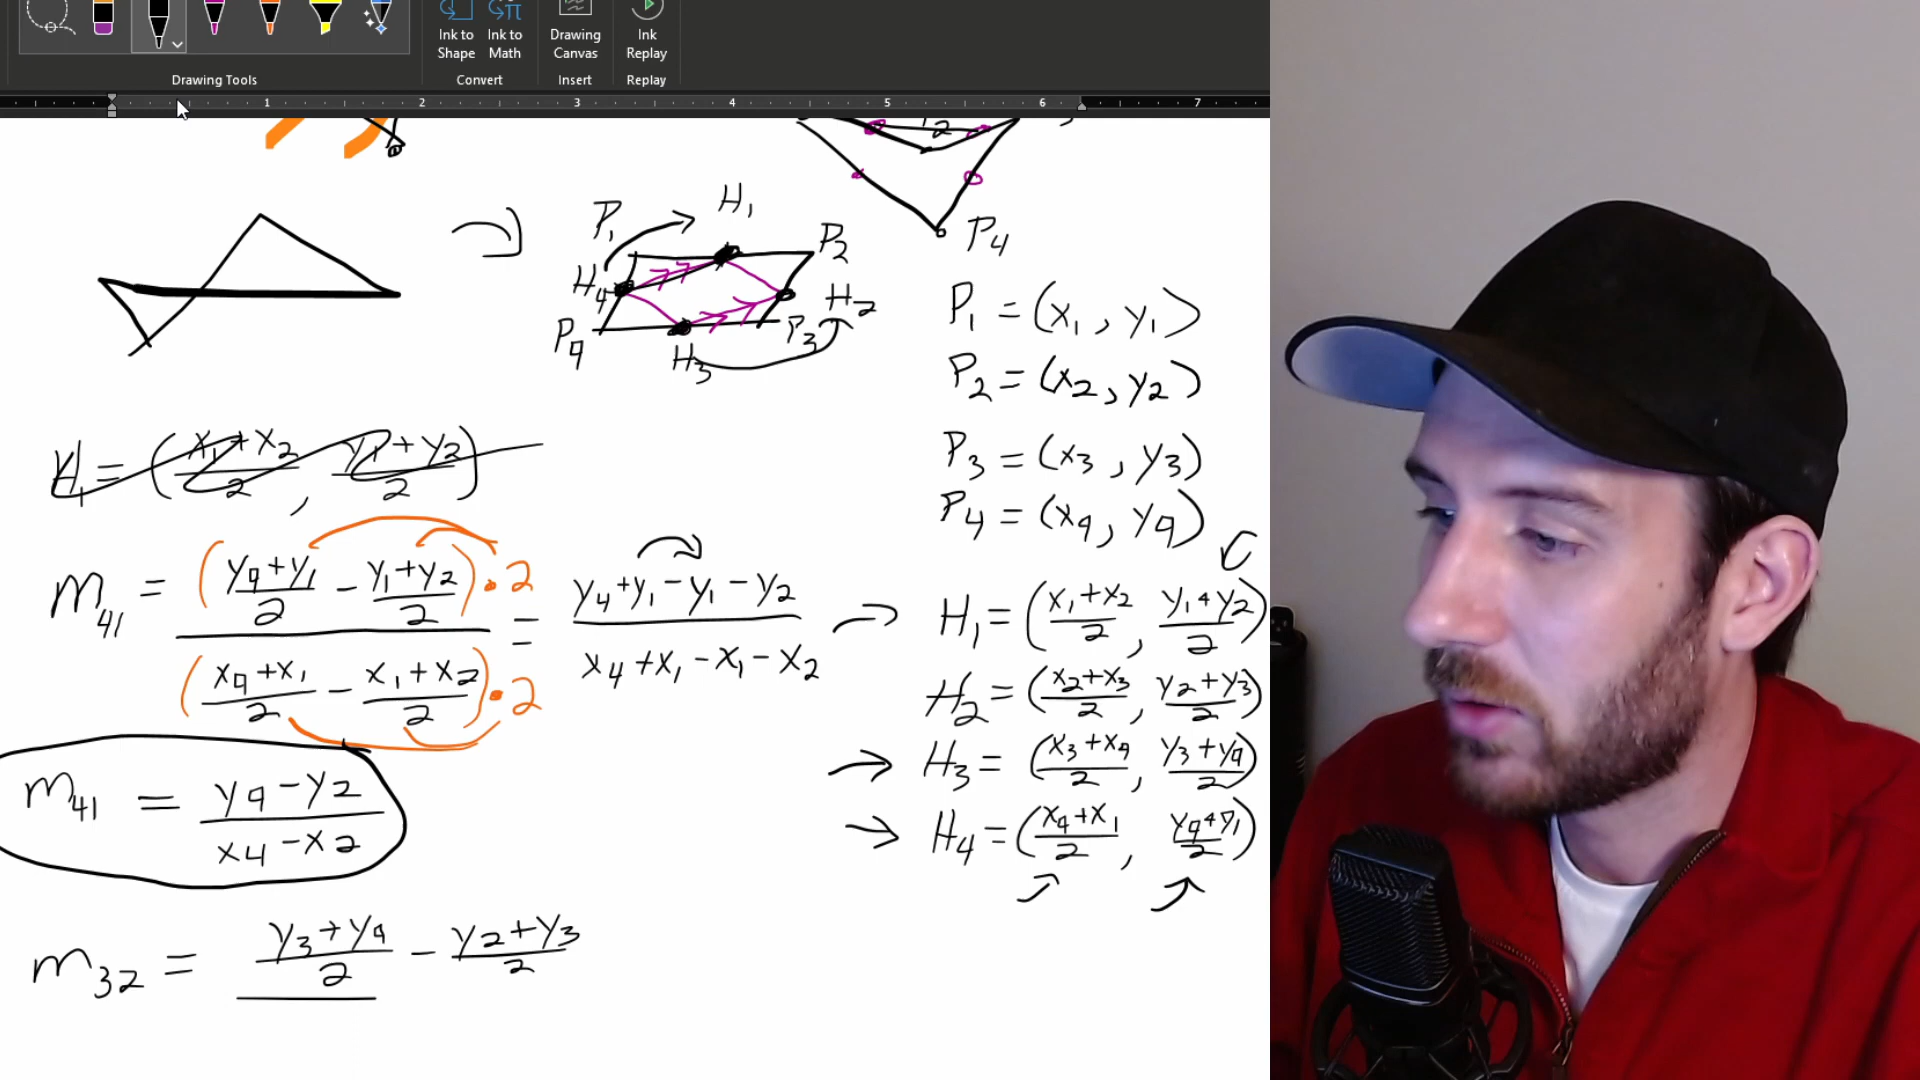 Ink to Shape
Ink to Math
Drawing Canvas
Ink Replay
Drawing Tools
Convert
Insert
Replay
1 2 3 4 5 6 7
2
P4
P1 H1 P2
H4 H2
P4 H3 P3
P1 = (x1, y1)
P2 = (x2, y2)
P3 = (x3, y3)
P4 = (x4, y4)
H1 = (x1+x2/2, y1+y2/2)
m41 = (y4+y1/2 - y1+y2/2)·2 / (x4+x1/2 - x1+x2/2)·2 = y4+y1-y1-y2 / x4+x1-x1-x2
H1 = (x1+x2/2, y1+y2/2)
H2 = (x2+x3/2, y2+y3/2)
H3 = (x3+x4/2, y3+y4/2)
H4 = (x4+x1/2, y4+y1/2)
m41 = y4-y2 / x4-x2
m32 = y3+y4/2 - y2+y3/2